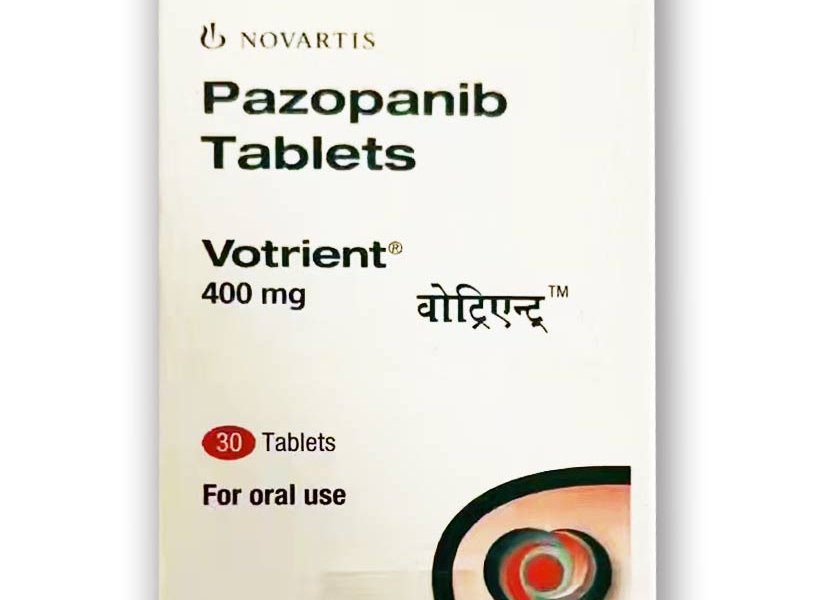 NOVARTIS
Pazopanib
Tablets
Votrient®
400 mg
वोट्रिएन्ट्™
30 Tablets
For oral use